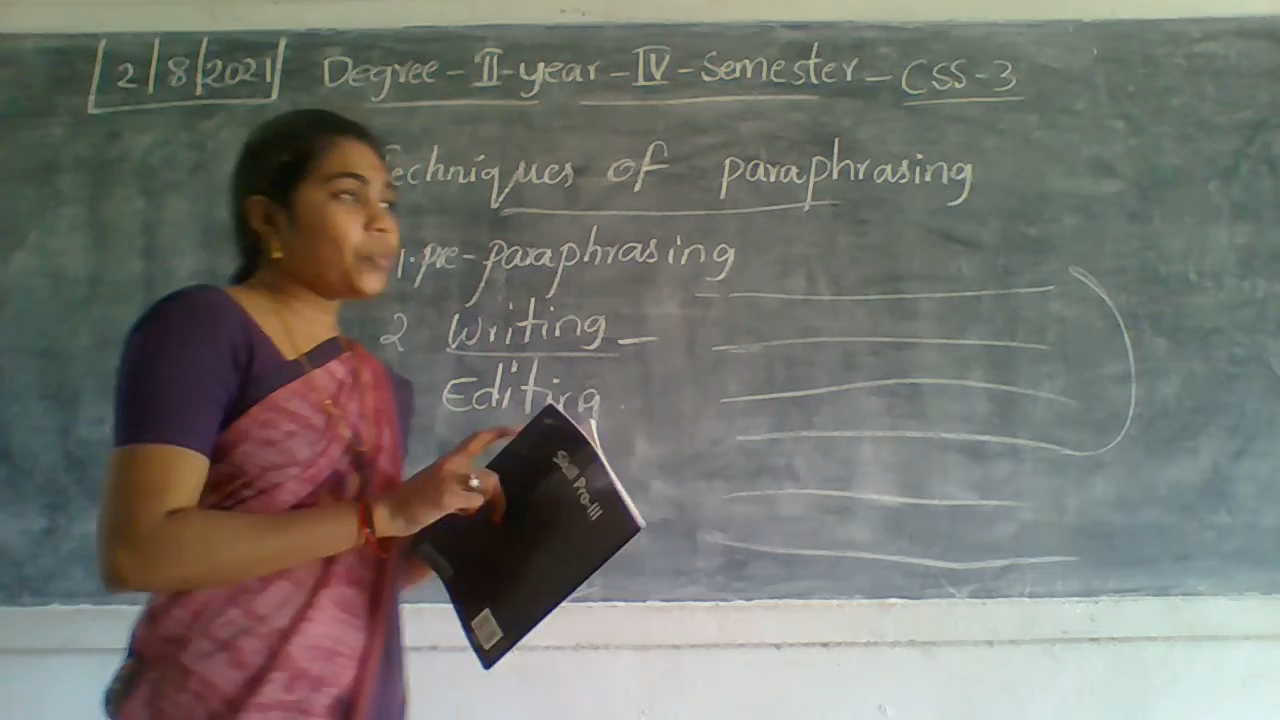 2/8/2021 Degree-II-year-IV-Semester-CSS-3
Techniques of paraphrasing
1. pre-paraphrasing
2 Writing
Editing
Skill Pro-III